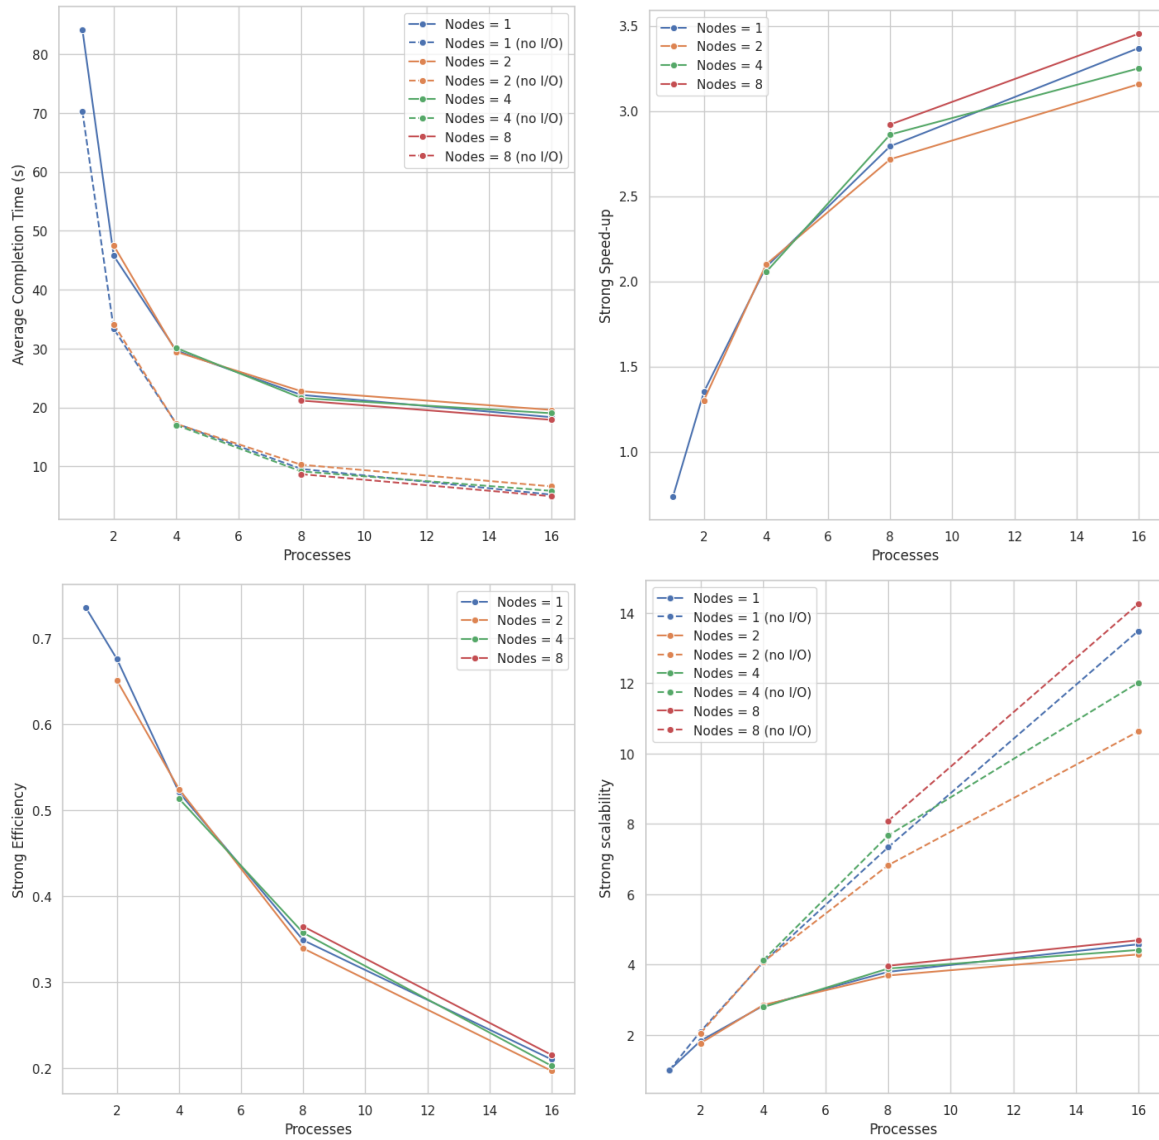 Average Completion Time (s)
80
70
60
50
40
30
20
10
2 4 6 8 10 12 14 16
Processes
Nodes = 1
Nodes = 1 (no I/O)
Nodes = 2
Nodes = 2 (no I/O)
Nodes = 4
Nodes = 4 (no I/O)
Nodes = 8
Nodes = 8 (no I/O)
Strong Speed-up
3.5
3.0
2.5
2.0
1.5
1.0
2 4 6 8 10 12 14 16
Processes
Nodes = 1
Nodes = 2
Nodes = 4
Nodes = 8
Strong Efficiency
0.7
0.6
0.5
0.4
0.3
0.2
2 4 6 8 10 12 14 16
Processes
Nodes = 1
Nodes = 2
Nodes = 4
Nodes = 8
Strong scalability
14
12
10
8
6
4
2
2 4 6 8 10 12 14 16
Processes
Nodes = 1
Nodes = 1 (no I/O)
Nodes = 2
Nodes = 2 (no I/O)
Nodes = 4
Nodes = 4 (no I/O)
Nodes = 8
Nodes = 8 (no I/O)